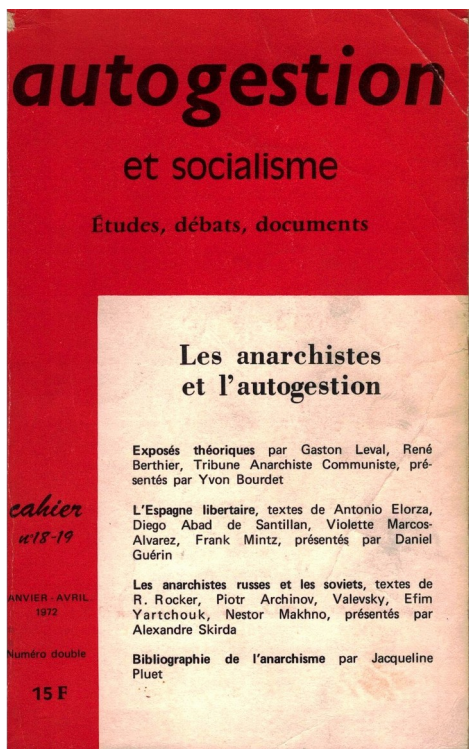 autogestion
et socialisme
Études, débats, documents
Les anarchistes
et l'autogestion
Exposés théoriques par Gaston Leval, René
Berthier, Tribune Anarchiste Communiste, pré-
sentés par Yvon Bourdet
L'Espagne libertaire, textes de Antonio Elorza,
Diego Abad de Santillan, Violette Marcos-
Alvarez, Frank Mintz, présentés par Daniel
Guérin
Les anarchistes russes et les soviets, textes de
R. Rocker, Piotr Archinov, Valevsky, Efim
Yartchouk, Nestor Makhno, présentés par
Alexandre Skirda
Bibliographie de l'anarchisme par Jacqueline
Pluet
cahier
n°18-19
ANVIER-AVRIL
1972
Numéro double
15 F